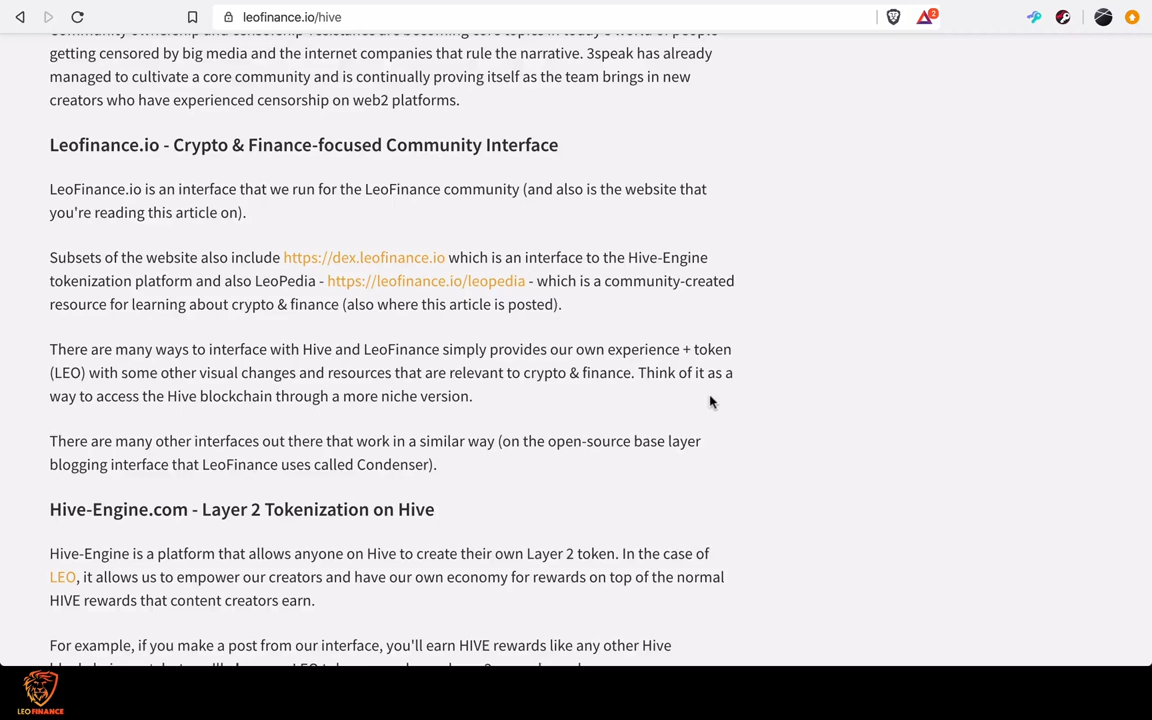 leofinance.io/hive
2
Community ownership and censorship resistance are becoming core topics in today's world of people
getting censored by big media and the internet companies that rule the narrative. 3speak has already
managed to cultivate a core community and is continually proving itself as the team brings in new
creators who have experienced censorship on web2 platforms.
Leofinance.io - Crypto & Finance-focused Community Interface
LeoFinance.io is an interface that we run for the LeoFinance community (and also is the website that
you're reading this article on).
Subsets of the website also include https://dex.leofinance.io which is an interface to the Hive-Engine
tokenization platform and also LeoPedia - https://leofinance.io/leopedia - which is a community-created
resource for learning about crypto & finance (also where this article is posted).
There are many ways to interface with Hive and LeoFinance simply provides our own experience + token
(LEO) with some other visual changes and resources that are relevant to crypto & finance. Think of it as a
way to access the Hive blockchain through a more niche version.
There are many other interfaces out there that work in a similar way (on the open-source base layer
blogging interface that LeoFinance uses called Condenser).
Hive-Engine.com - Layer 2 Tokenization on Hive
Hive-Engine is a platform that allows anyone on Hive to create their own Layer 2 token. In the case of
LEO, it allows us to empower our creators and have our own economy for rewards on top of the normal
HIVE rewards that content creators earn.
For example, if you make a post from our interface, you'll earn HIVE rewards like any other Hive
LEOFINANCE